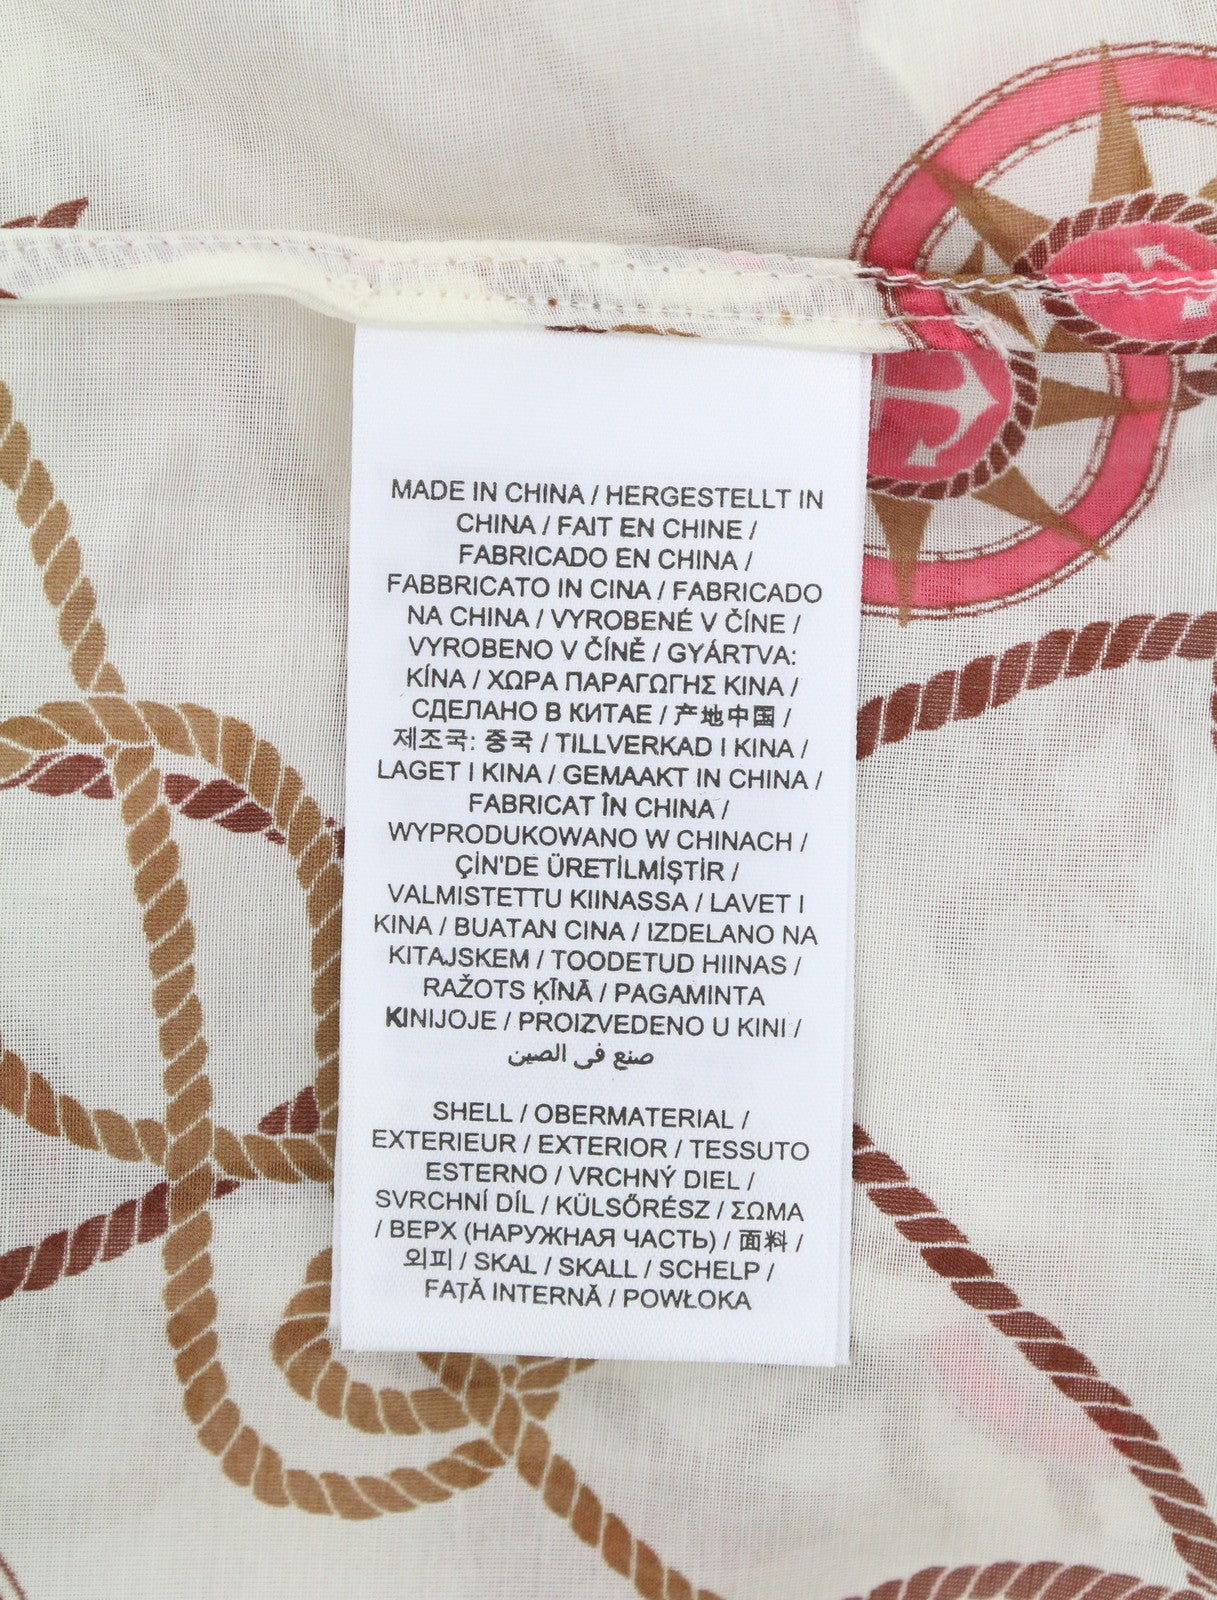 MADE IN CHINA / HERGESTELLT IN
CHINA / FAIT EN CHINE /
FABRICADO EN CHINA /
FABBRICATO IN CINA / FABRICADO
NA CHINA / VYROBENÉ V ČÍNE /
VYROBENO V ČÍNĚ / GYÁRTVA:
KÍNA / ΧΩΡΑ ΠΑΡΑΓΩΓΗΣ ΚΙΝΑ /
СДЕЛАНО В КИТАЕ / 产地中国 /
제조국: 중국 / TILLVERKAD I KINA /
LAGET I KINA / GEMAAKT IN CHINA /
FABRICAT ÎN CHINA /
WYPRODUKOWANO W CHINACH /
ÇİN'DE ÜRETİLMİŞTİR /
VALMISTETTU KIINASSA / LAVET I
KINA / BUATAN CINA / IZDELANO NA
KITAJSKEM / TOODETUD HIINAS /
RAŽOTS ĶĪNĀ / PAGAMINTA
KINIJOJE / PROIZVEDENO U KINI /
صنع في الصين
SHELL / OBERMATERIAL /
EXTERIEUR / EXTERIOR / TESSUTO
ESTERNO / VRCHNÝ DIEL /
SVRCHNÍ DÍL / KÜLSŐRÉSZ / ΣΩΜΑ
/ ВЕРХ (НАРУЖНАЯ ЧАСТЬ) / 面料 /
외피 / SKAL / SKALL / SCHELP /
FAȚĂ INTERNĂ / POWŁOKA